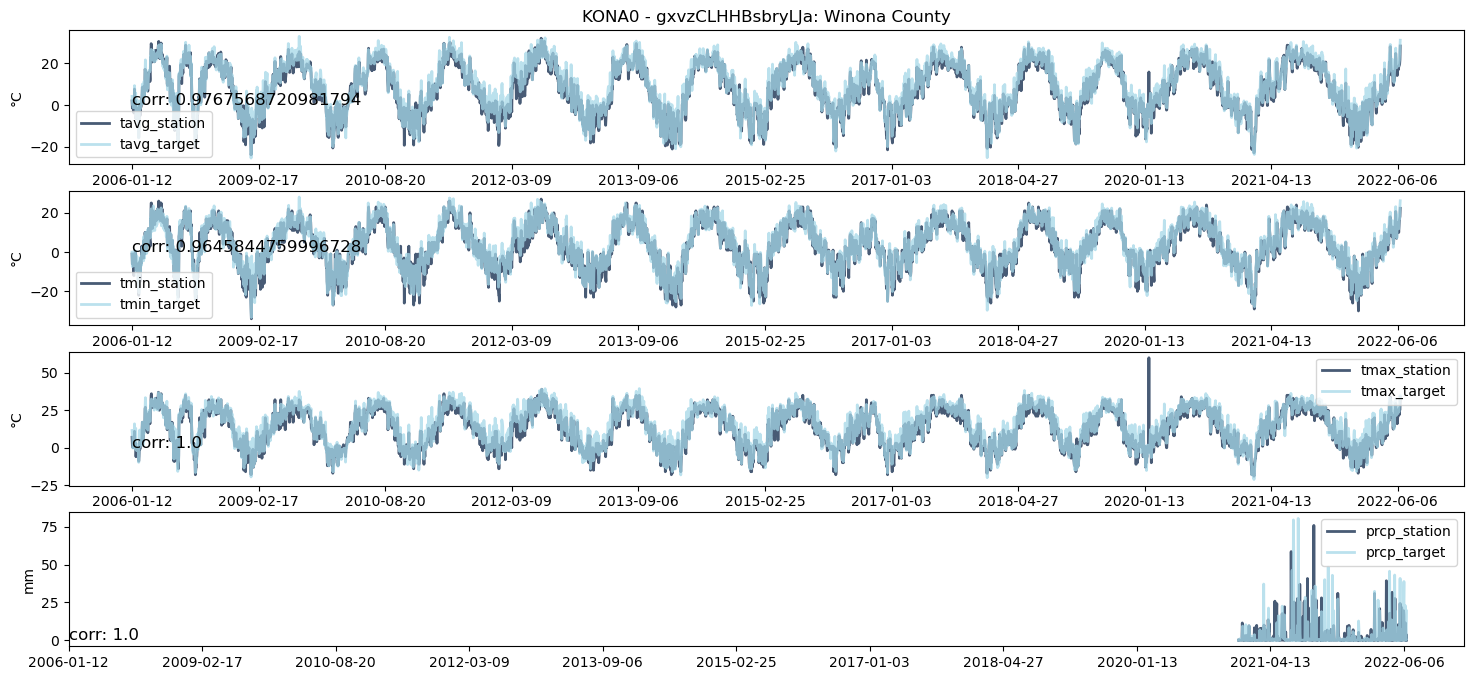 KONA0 - gxvzCLHHBsbryLJa: Winona County
20
0
−20
°C
corr: 0.9767568720981794
tavg_station
tavg_target
2006-01-12 2009-02-17 2010-08-20 2012-03-09 2013-09-06 2015-02-25 2017-01-03 2018-04-27 2020-01-13 2021-04-13 2022-06-06
20
0
−20
°C
corr: 0.9645844759996728
tmin_station
tmin_target
2006-01-12 2009-02-17 2010-08-20 2012-03-09 2013-09-06 2015-02-25 2017-01-03 2018-04-27 2020-01-13 2021-04-13 2022-06-06
50
25
0
−25
°C
corr: 1.0
tmax_station
tmax_target
2006-01-12 2009-02-17 2010-08-20 2012-03-09 2013-09-06 2015-02-25 2017-01-03 2018-04-27 2020-01-13 2021-04-13 2022-06-06
75
50
25
0
mm
corr: 1.0
prcp_station
prcp_target
2006-01-12 2009-02-17 2010-08-20 2012-03-09 2013-09-06 2015-02-25 2017-01-03 2018-04-27 2020-01-13 2021-04-13 2022-06-06